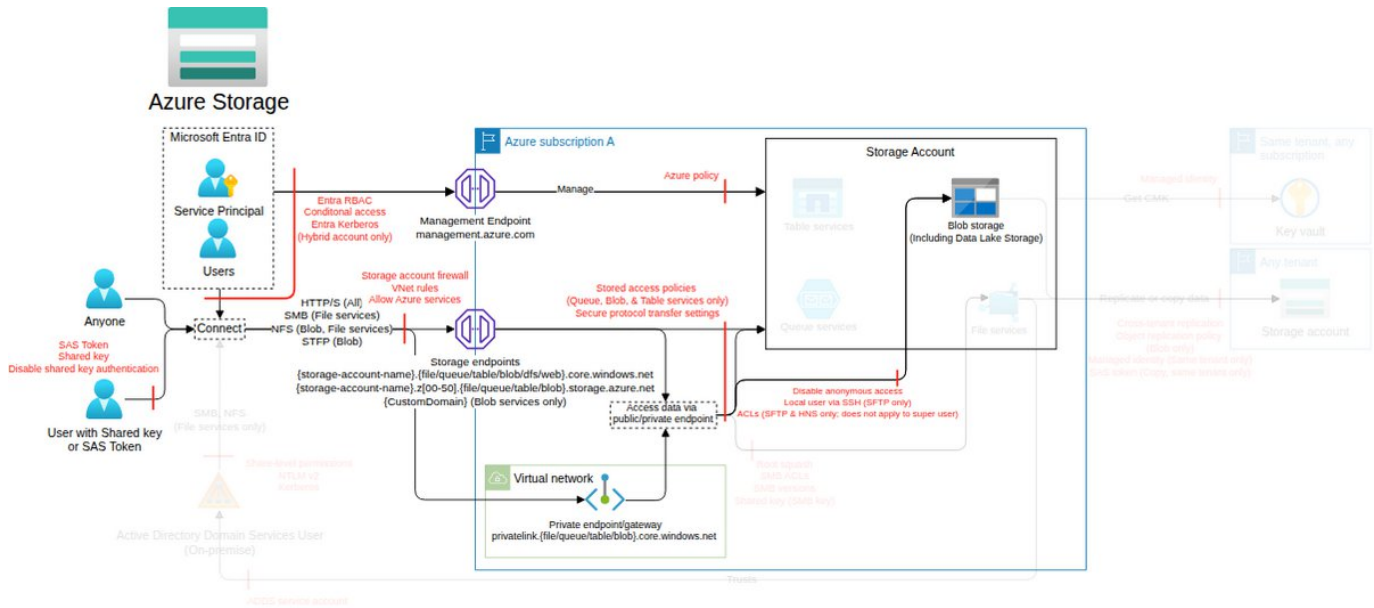 Azure Storage
Microsoft Entra ID
Service Principal
Users
Anyone
SAS Token
Shared key
Disable shared key authentication
User with Shared key
or SAS Token
Connect
Entra RBAC
Conditonal access
Entra Kerberos
(Hybrid account only)
HTTP/S (All)
SMB (File services)
NFS (Blob, File services)
STFP (Blob)
Storage account firewall
VNet rules
Allow Azure services
Azure subscription A
Management Endpoint
management.azure.com
Manage
Azure policy
Storage endpoints
{storage-account-name}.{file/queue/table/blob/dfs/web}.core.windows.net
{storage-account-name}.z[00-50].{file/queue/table/blob}.storage.azure.net
{CustomDomain} (Blob services only)
Stored access policies
(Queue, Blob, & Table services only)
Secure protocol transfer settings
Access data via
public/private endpoint
Virtual network
Private endpoint/gateway
privatelink.{file/queue/table/blob}.core.windows.net
Storage Account
Table services
Queue services
Blob storage
(Including Data Lake Storage)
File services
Disable anonymous access
Local user via SSH (SFTP only)
ACLs (SFTP & HNS only; does not apply to super user)
Root squash
SMB ACLs
SMB versions
Shared key (SMB key)
SMB, NFS
(File services only)
Share-level permissions
NTLM v2
Kerberos
Active Directory Domain Services User
(On-premise)
ADDS service account
Trusts
Same tenant, any
subscription
Managed identity
Get CMK
Key vault
Any tenant
Replicate or copy data
Storage account
Cross-tenant replication
Object replication policy
(Blob only)
Managed identity (Same tenant only)